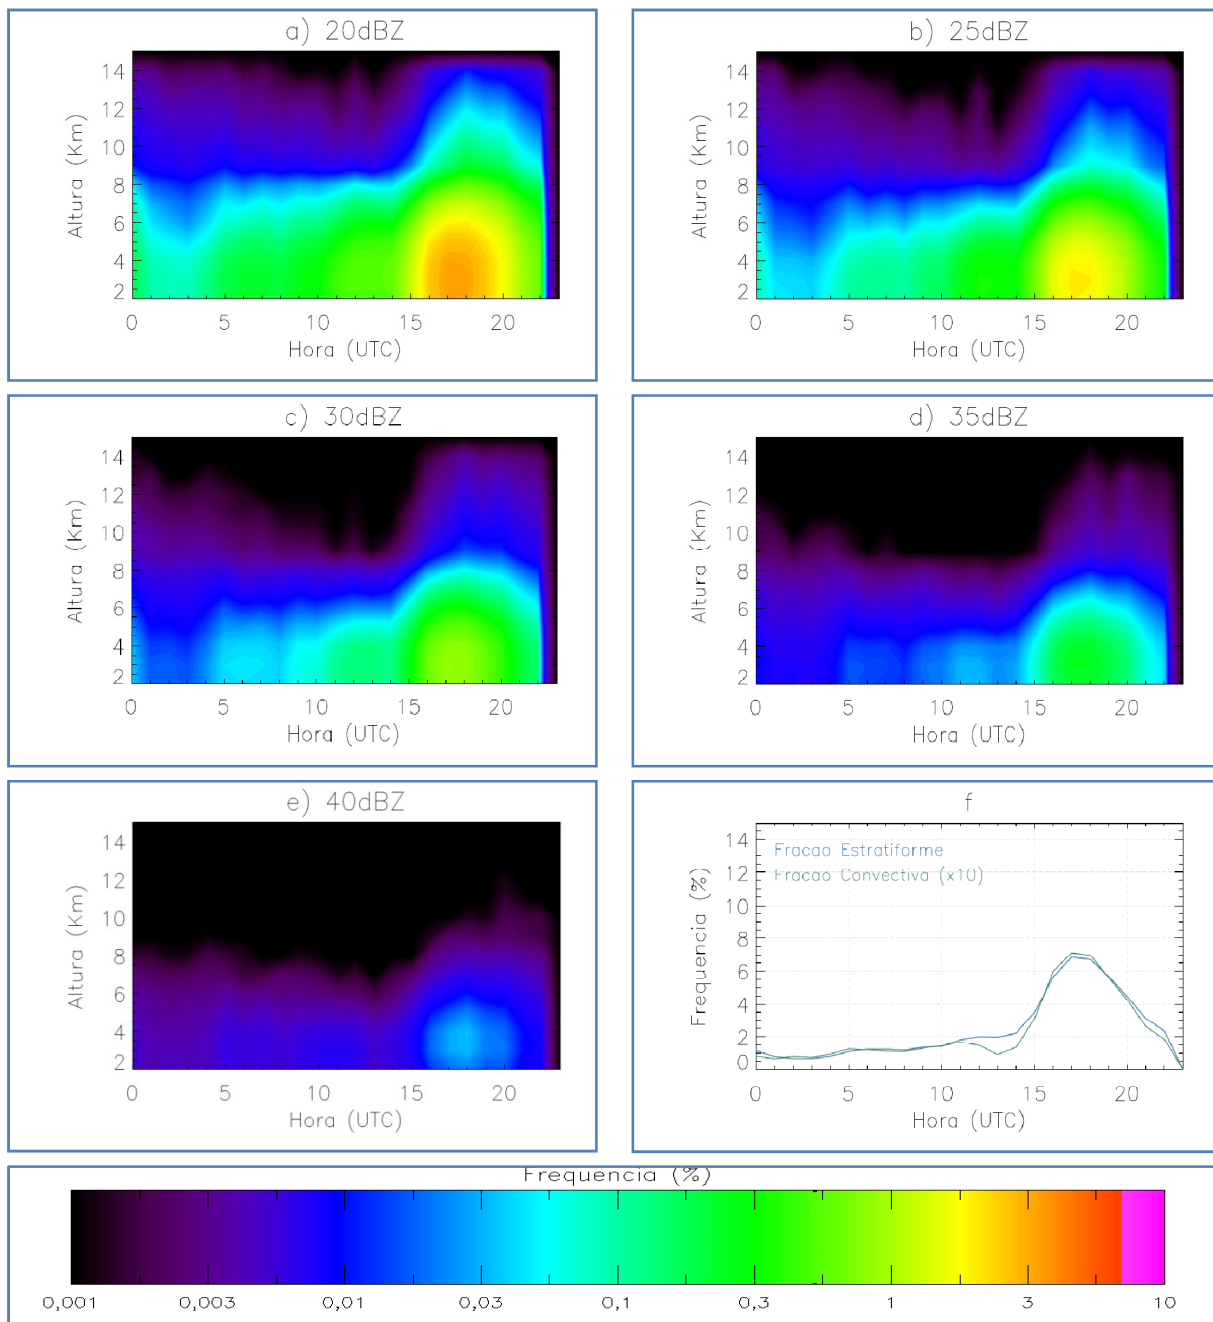 a) 20dBZ
Altura (Km)
14
12
10
8
6
4
2
0 5 10 15 20
Hora (UTC)
b) 25dBZ
Altura (Km)
14
12
10
8
6
4
2
0 5 10 15 20
Hora (UTC)
c) 30dBZ
Altura (Km)
14
12
10
8
6
4
2
0 5 10 15 20
Hora (UTC)
d) 35dBZ
Altura (Km)
14
12
10
8
6
4
2
0 5 10 15 20
Hora (UTC)
e) 40dBZ
Altura (Km)
14
12
10
8
6
4
2
0 5 10 15 20
Hora (UTC)
f
Fracao Estratiforme
Fracao Convectiva (x10)
Frequencia (%)
14
12
10
8
6
4
2
0
0 5 10 15 20
Hora (UTC)
Frequencia (%)
0,001 0,003 0,01 0,03 0,1 0,3 1 3 10